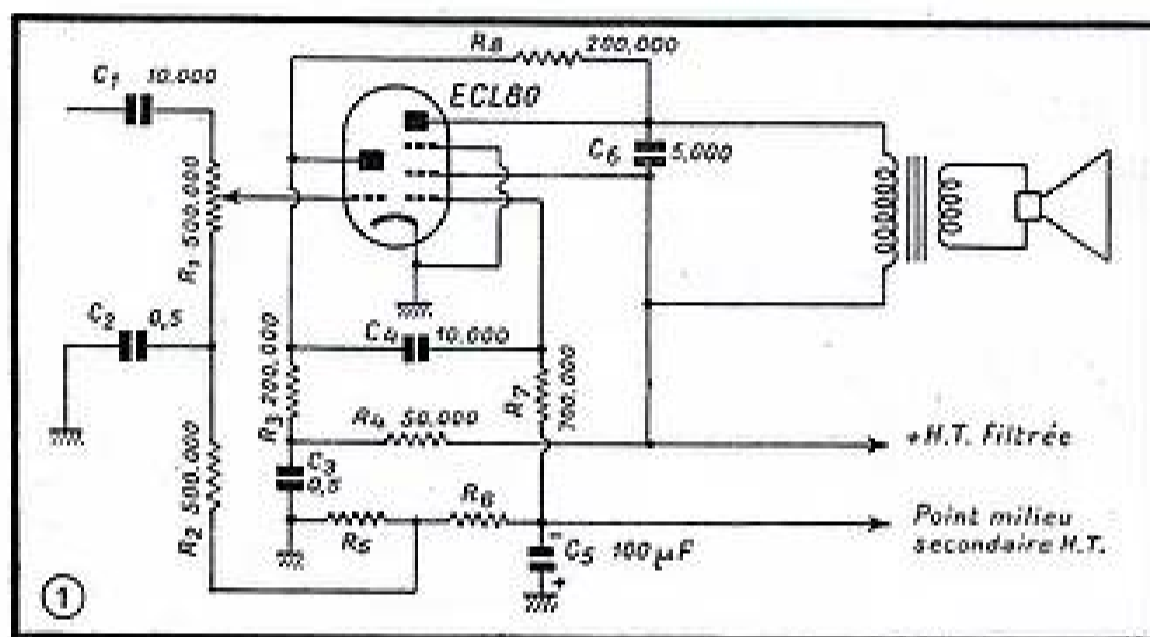 Ra 200.000
C1 10.000
ECL80
C6 5,000
R1 500.000
C2 0,5
C4 10,000
R3 200.000
R7 700.000
R4 50.000
+H.T. Filtrée
C3
0,5
R6
R2 500.000
R5
Point milieu
secondaire H.T.
C5 100 µF
-
+
1